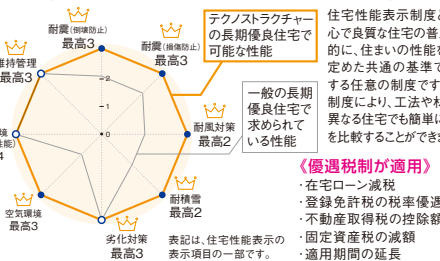 耐震(倒壊防止)
最高3
耐震(損傷防止)
最高3
耐風対策
最高2
耐積雪
最高2
劣化対策
最高3
空気環境
最高3
維持管理
最高3
2
1
0
テクノストラクチャー
の長期優良住宅で
可能な性能
一般の長期
優良住宅で
求められて
いる性能
表記は、住宅性能表示の
表示項目の一部です。
住宅性能表示制度と
心で良質な住宅の普
的に、住まいの性能を
定めた共通の基準で
する任意の制度です
制度により、工法や
異なる住宅でも簡単に
を比較することができ
《優遇税制が適用》
・在宅ローン減税
・登録免許税の税率優遇
・不動産取得税の控除額
・固定資産税の減額
・適用期間の延長